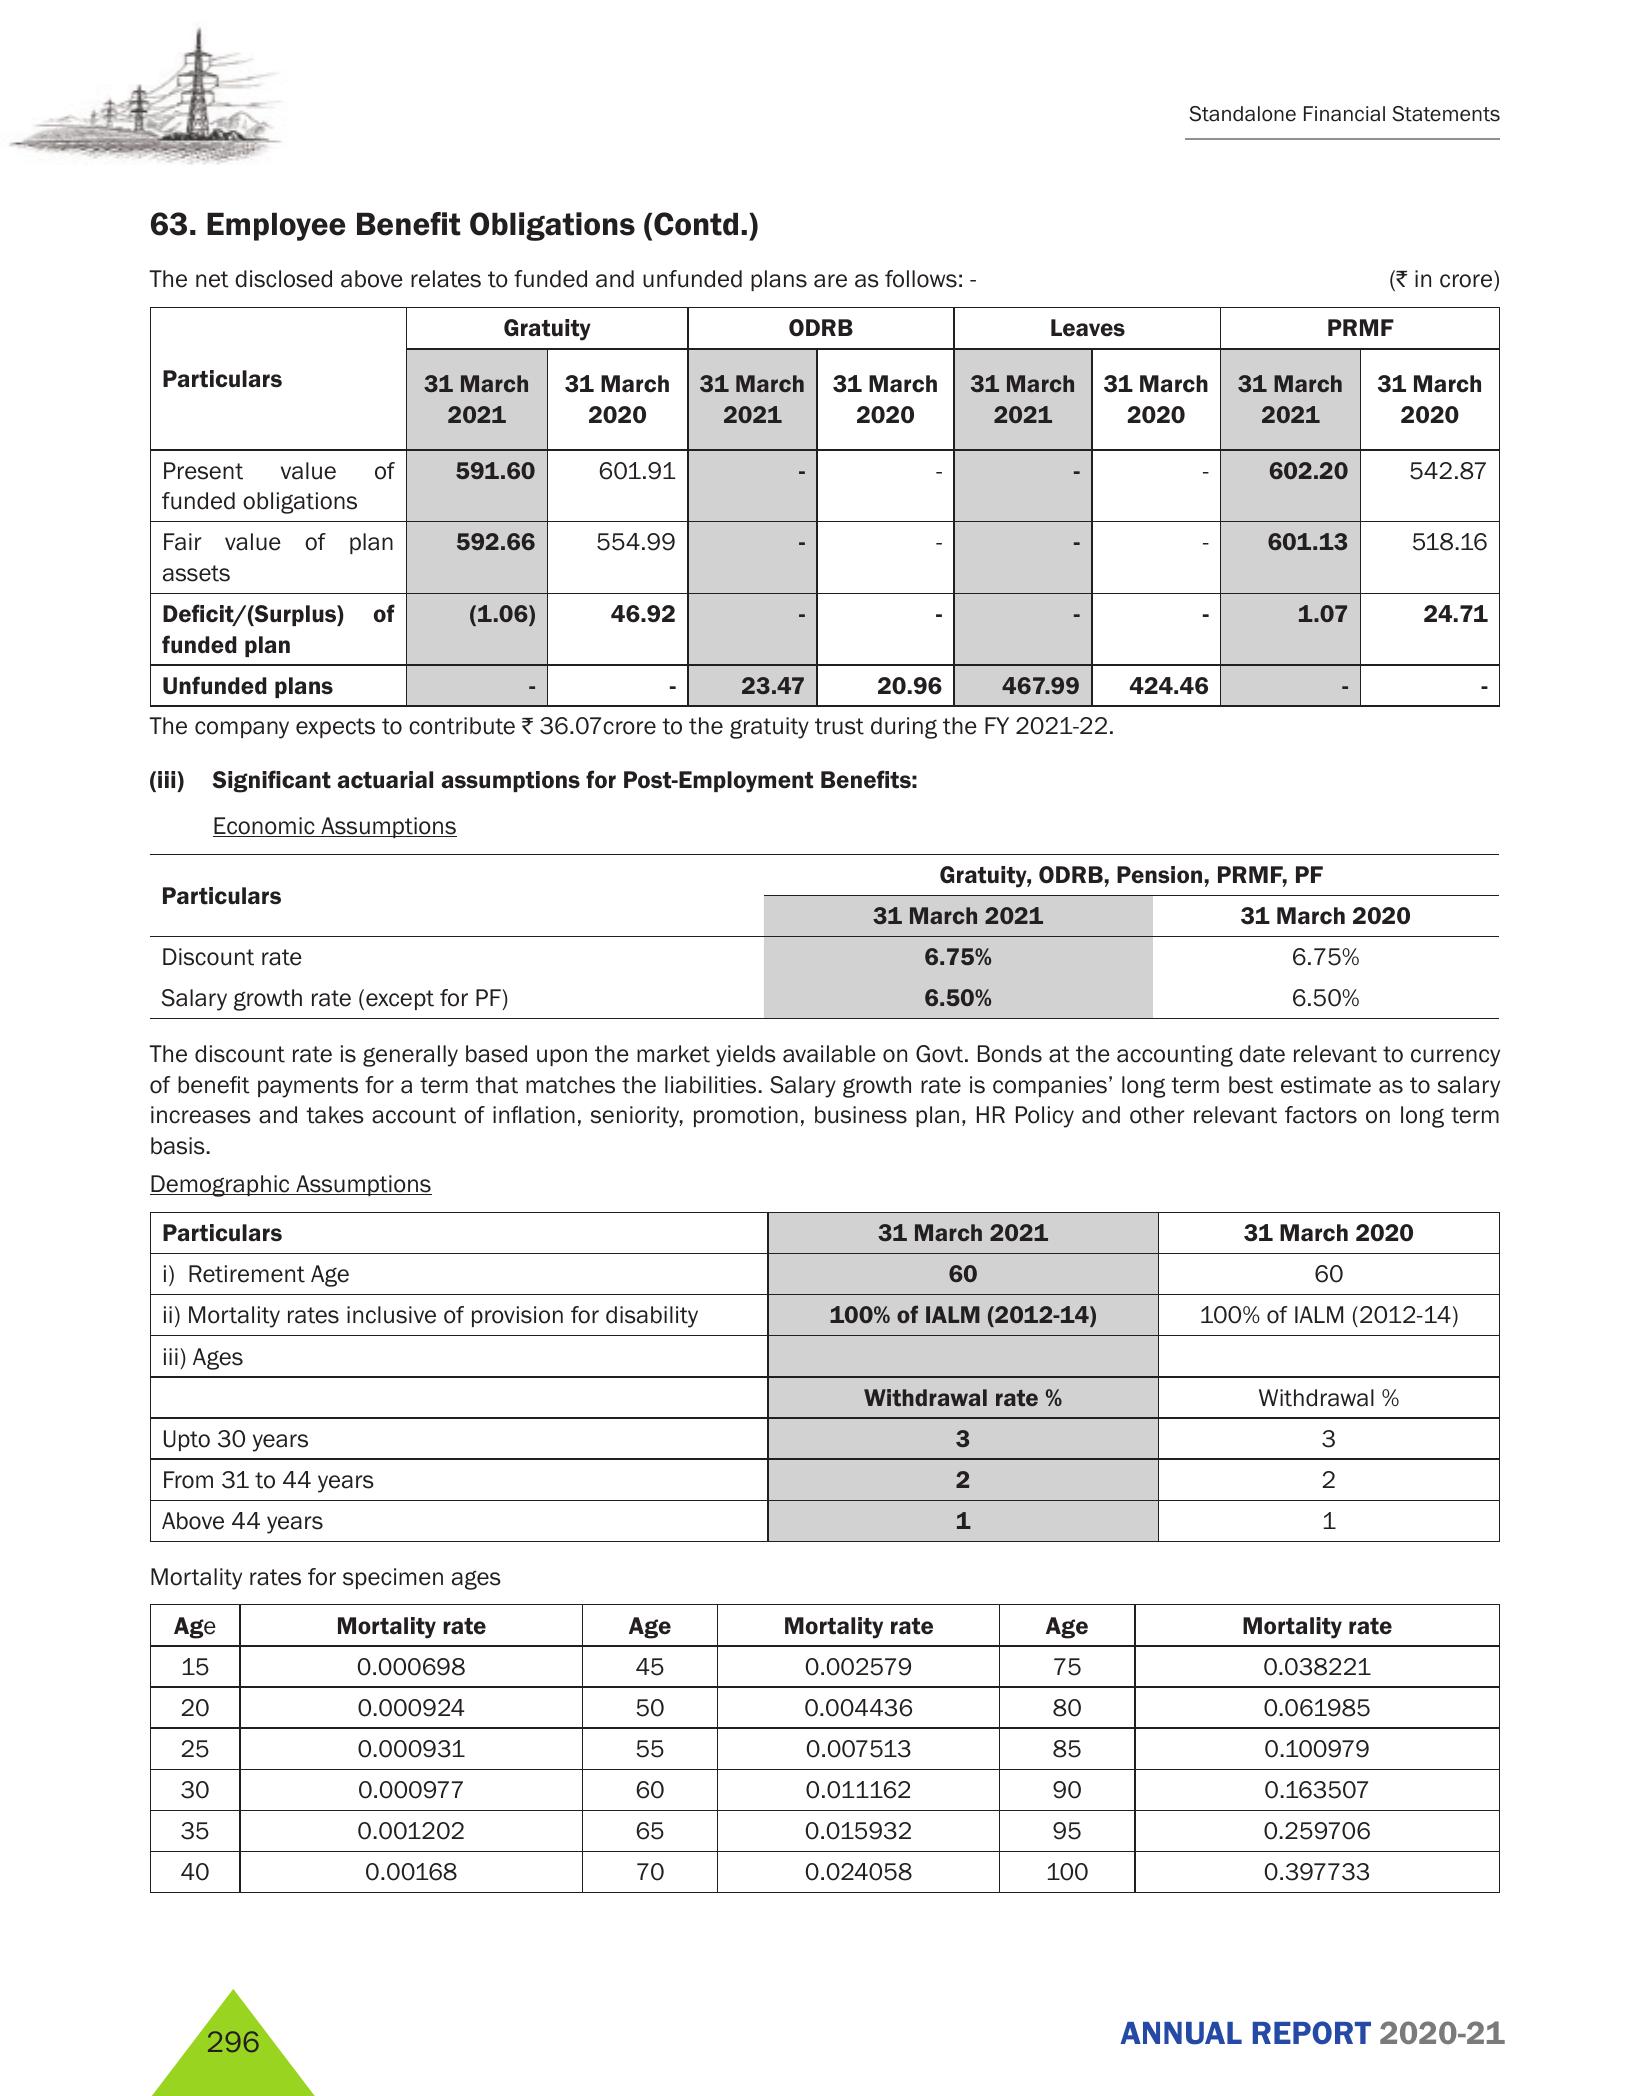 Standalone Financial Statements
63. Employee Benefit Obligations (Contd.)
The net disclosed above relates to funded and unfunded plans are as follows: - (₹ in crore)
Particulars Gratuity ODRB Leaves PRMF
31 March 2021 31 March 2020 31 March 2021 31 March 2020 31 March 2021 31 March 2020 31 March 2021 31 March 2020
Present value of funded obligations 591.60 601.91 - - - - 602.20 542.87
Fair value of plan assets 592.66 554.99 - - - - 601.13 518.16
Deficit/(Surplus) of funded plan (1.06) 46.92 - - - - 1.07 24.71
Unfunded plans - - 23.47 20.96 467.99 424.46 - -
The company expects to contribute ₹ 36.07crore to the gratuity trust during the FY 2021-22.
(iii) Significant actuarial assumptions for Post-Employment Benefits:
Economic Assumptions
Particulars Gratuity, ODRB, Pension, PRMF, PF
31 March 2021 31 March 2020
Discount rate 6.75% 6.75%
Salary growth rate (except for PF) 6.50% 6.50%
The discount rate is generally based upon the market yields available on Govt. Bonds at the accounting date relevant to currency
of benefit payments for a term that matches the liabilities. Salary growth rate is companies' long term best estimate as to salary
increases and takes account of inflation, seniority, promotion, business plan, HR Policy and other relevant factors on long term
basis.
Demographic Assumptions
Particulars 31 March 2021 31 March 2020
i) Retirement Age 60 60
ii) Mortality rates inclusive of provision for disability 100% of IALM (2012-14) 100% of IALM (2012-14)
iii) Ages
Withdrawal rate % Withdrawal %
Upto 30 years 3 3
From 31 to 44 years 2 2
Above 44 years 1 1
Mortality rates for specimen ages
Age Mortality rate Age Mortality rate Age Mortality rate
15 0.000698 45 0.002579 75 0.038221
20 0.000924 50 0.004436 80 0.061985
25 0.000931 55 0.007513 85 0.100979
30 0.000977 60 0.011162 90 0.163507
35 0.001202 65 0.015932 95 0.259706
40 0.00168 70 0.024058 100 0.397733
296
ANNUAL REPORT 2020-21